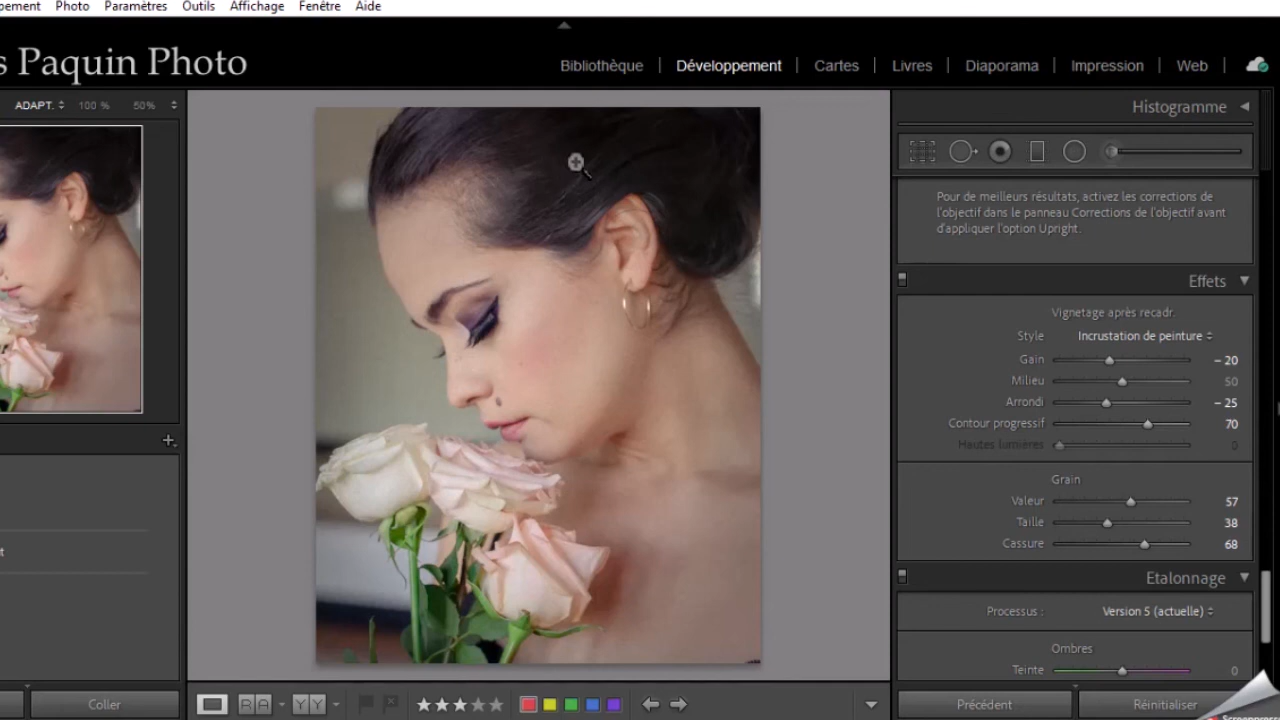 pement Photo Paramètres Outils Affichage Fenêtre Aide
s Paquin Photo
Bibliothèque | Développement | Cartes | Livres | Diaporama | Impression | Web |
ADAPT. 100 % 50%
Histogramme
Pour de meilleurs résultats, activez les corrections de
l'objectif dans le panneau Corrections de l'objectif avant
d'appliquer l'option Upright.
Effets
Vignetage après recadr.
Style Incrustation de peinture
Gain – 20
Milieu 50
Arrondi – 25
Contour progressif 70
Hautes lumières 0
Grain
Valeur 57
Taille 38
Cassure 68
Etalonnage
Processus : Version 5 (actuelle)
Ombres
Teinte 0
t
Coller
R A
Y Y
Précédent
Réinitialiser